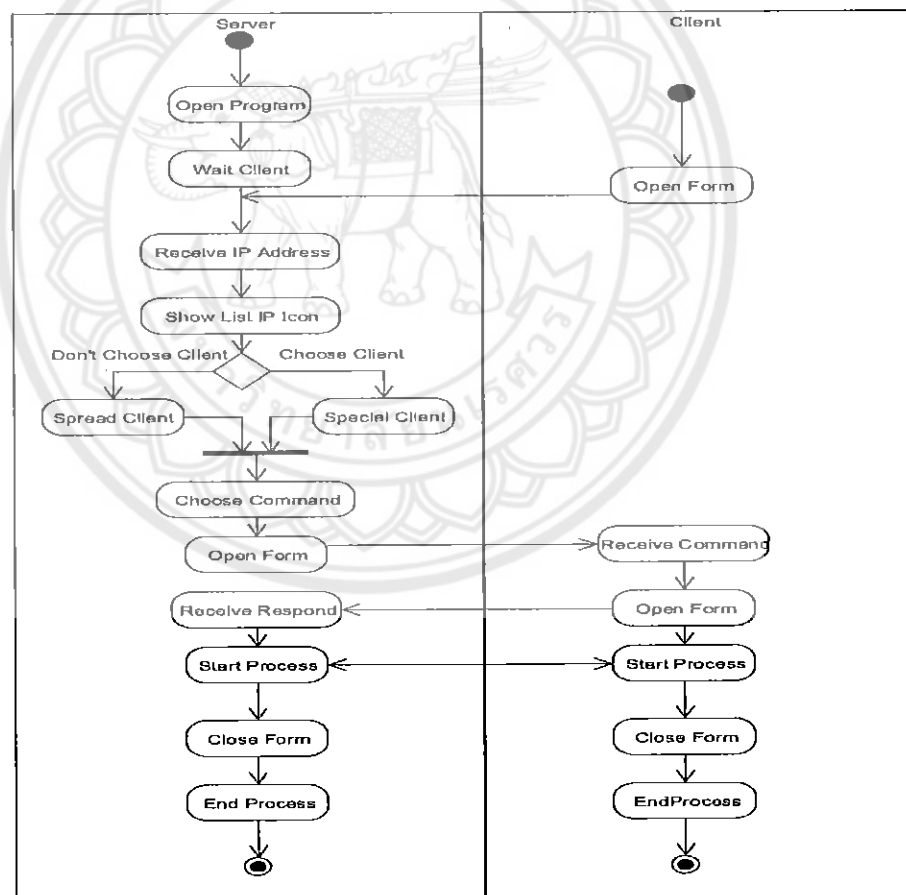 Server
Client
Open Program
Wait Client
Open Form
Receive IP Address
Show List IP Icon
Don't Choose Client
Choose Client
Spread Client
Special Client
Choose Command
Open Form
Receive Command
Receive Respond
Open Form
Start Process
Start Process
Close Form
Close Form
End Process
EndProcess